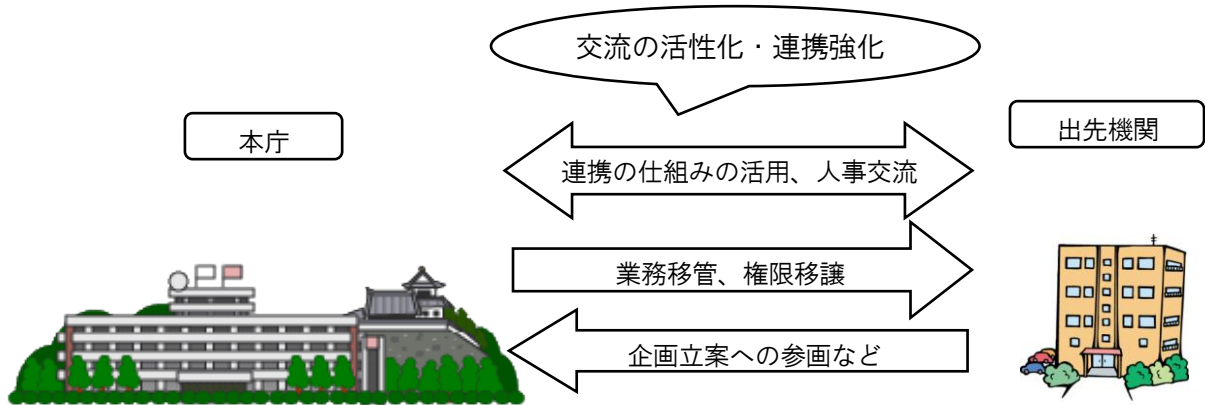 交流の活性化・連携強化
本庁
出先機関
連携の仕組みの活用、人事交流
業務移管、権限移譲
企画立案への参画など